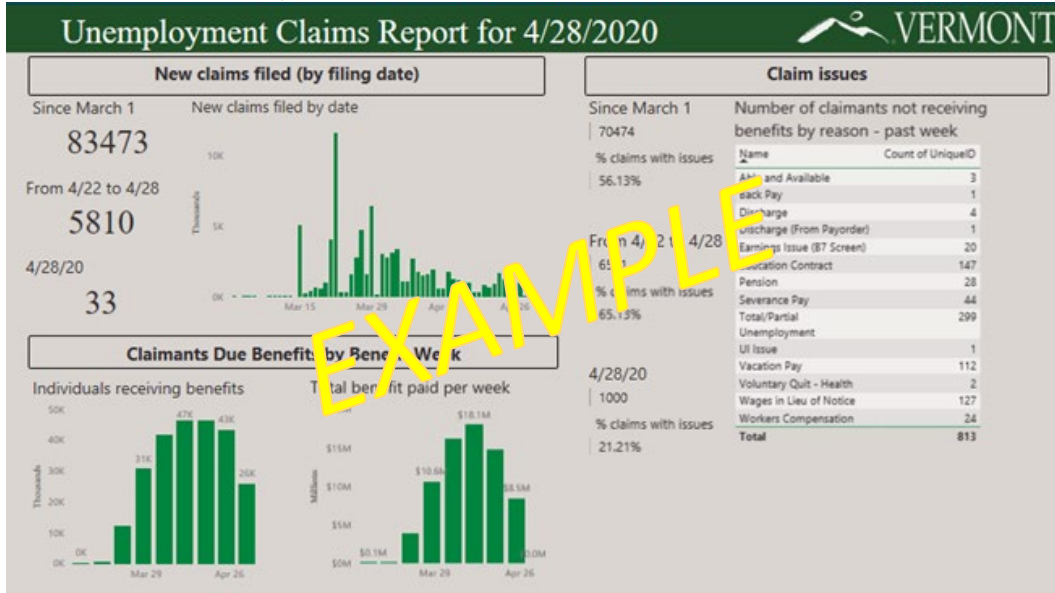 Unemployment Claims Report for 4/28/2020
VERMONT
New claims filed (by filing date)
Since March 1
83473
From 4/22 to 4/28
5810
4/28/20
33
New claims filed by date
10K
5K
0K
Thousands
Mar 15
Mar 29
Apr
26
Claimants Due Benefits by Benefit Week
Individuals receiving benefits
50K
40K
30K
20K
10K
0K
Thousands
0K
31K
47K
43K
26K
Mar 29
Apr 26
Total benefit paid per week
$15M
$10M
$5M
$0M
Millions
$0.1M
$10.6M
$18.1M
$8.5M
$0.0M
Mar 29
Apr 26
Claim issues
Since March 1
70474
% claims with issues
56.13%
From 4/22 to 4/28
% claims with issues
65.13%
4/28/20
1000
% claims with issues
21.21%
Number of claimants not receiving
benefits by reason - past week
Name Count of UniqueID
Able and Available 3
Back Pay 1
Discharge 4
Discharge (From Payorder) 1
Earnings Issue (87 Screen) 20
Education Contract 147
Pension 28
Severance Pay 44
Total/Partial 299
Unemployment
UI Issue 1
Vacation Pay 112
Voluntary Quit - Health 2
Wages in Lieu of Notice 127
Workers Compensation 24
Total 813
EXAMPLE